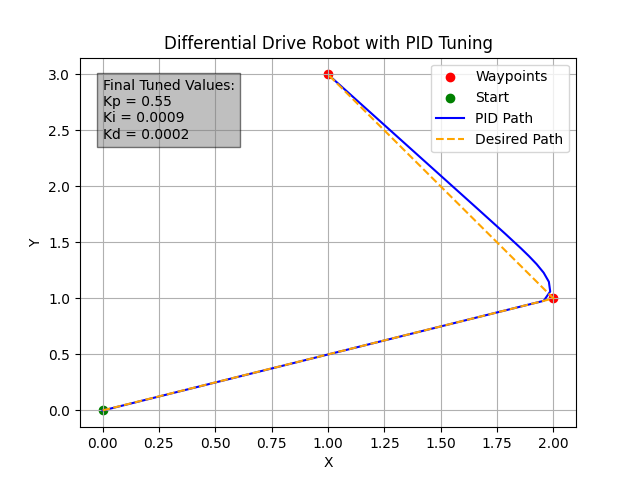 Differential Drive Robot with PID Tuning
Final Tuned Values:
Kp = 0.55
Ki = 0.0009
Kd = 0.0002
Waypoints
Start
PID Path
Desired Path
3.0
2.5
2.0
1.5
1.0
0.5
0.0
Y
0.00
0.25
0.50
0.75
1.00
1.25
1.50
1.75
2.00
X